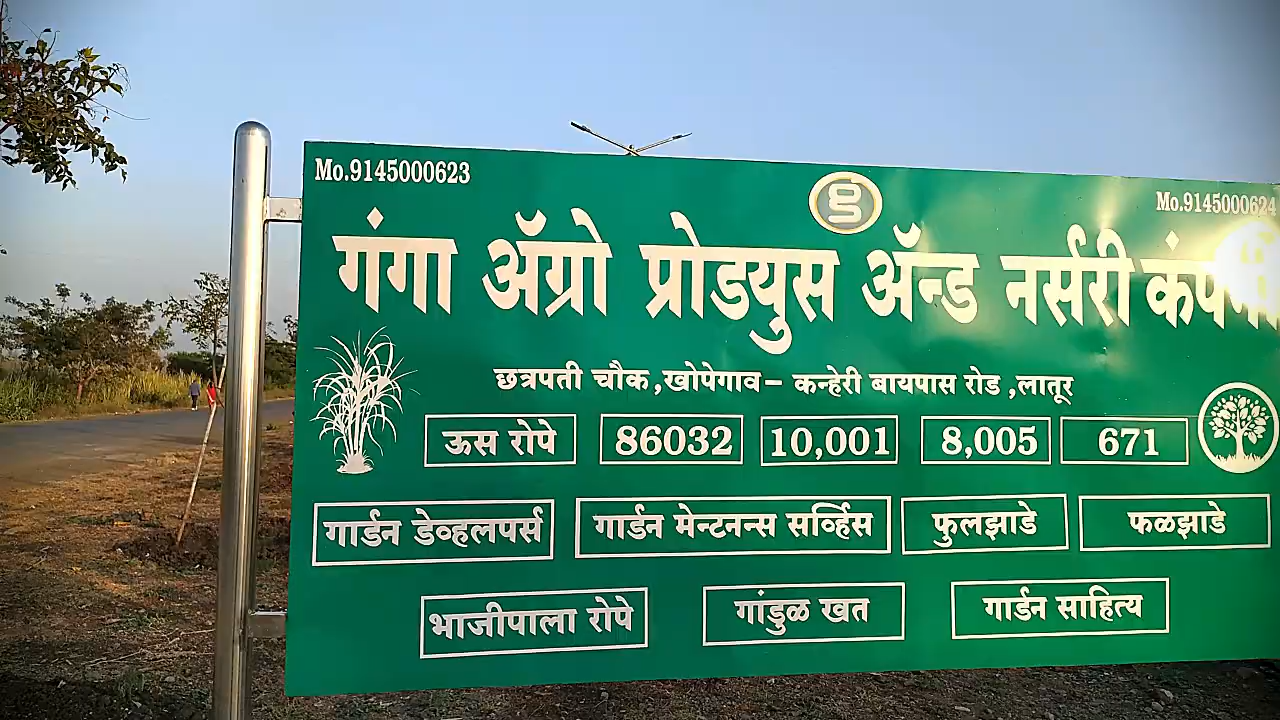 Mo.9145000623
g
Mo.9145000624
गंगा ॲग्रो प्रोडयुस ॲन्ड नर्सरी कंपनी
छत्रपती चौक ,खोपेगाव – कन्हेरी बायपास रोड ,लातूर
ऊस रोपे 86032 10,001 8,005 671
गार्डन डेव्हलपर्स गार्डन मेन्टनन्स सर्व्हिस फुलझाडे फळझाडे
भाजीपाला रोपे गांडुळ खत गार्डन साहित्य